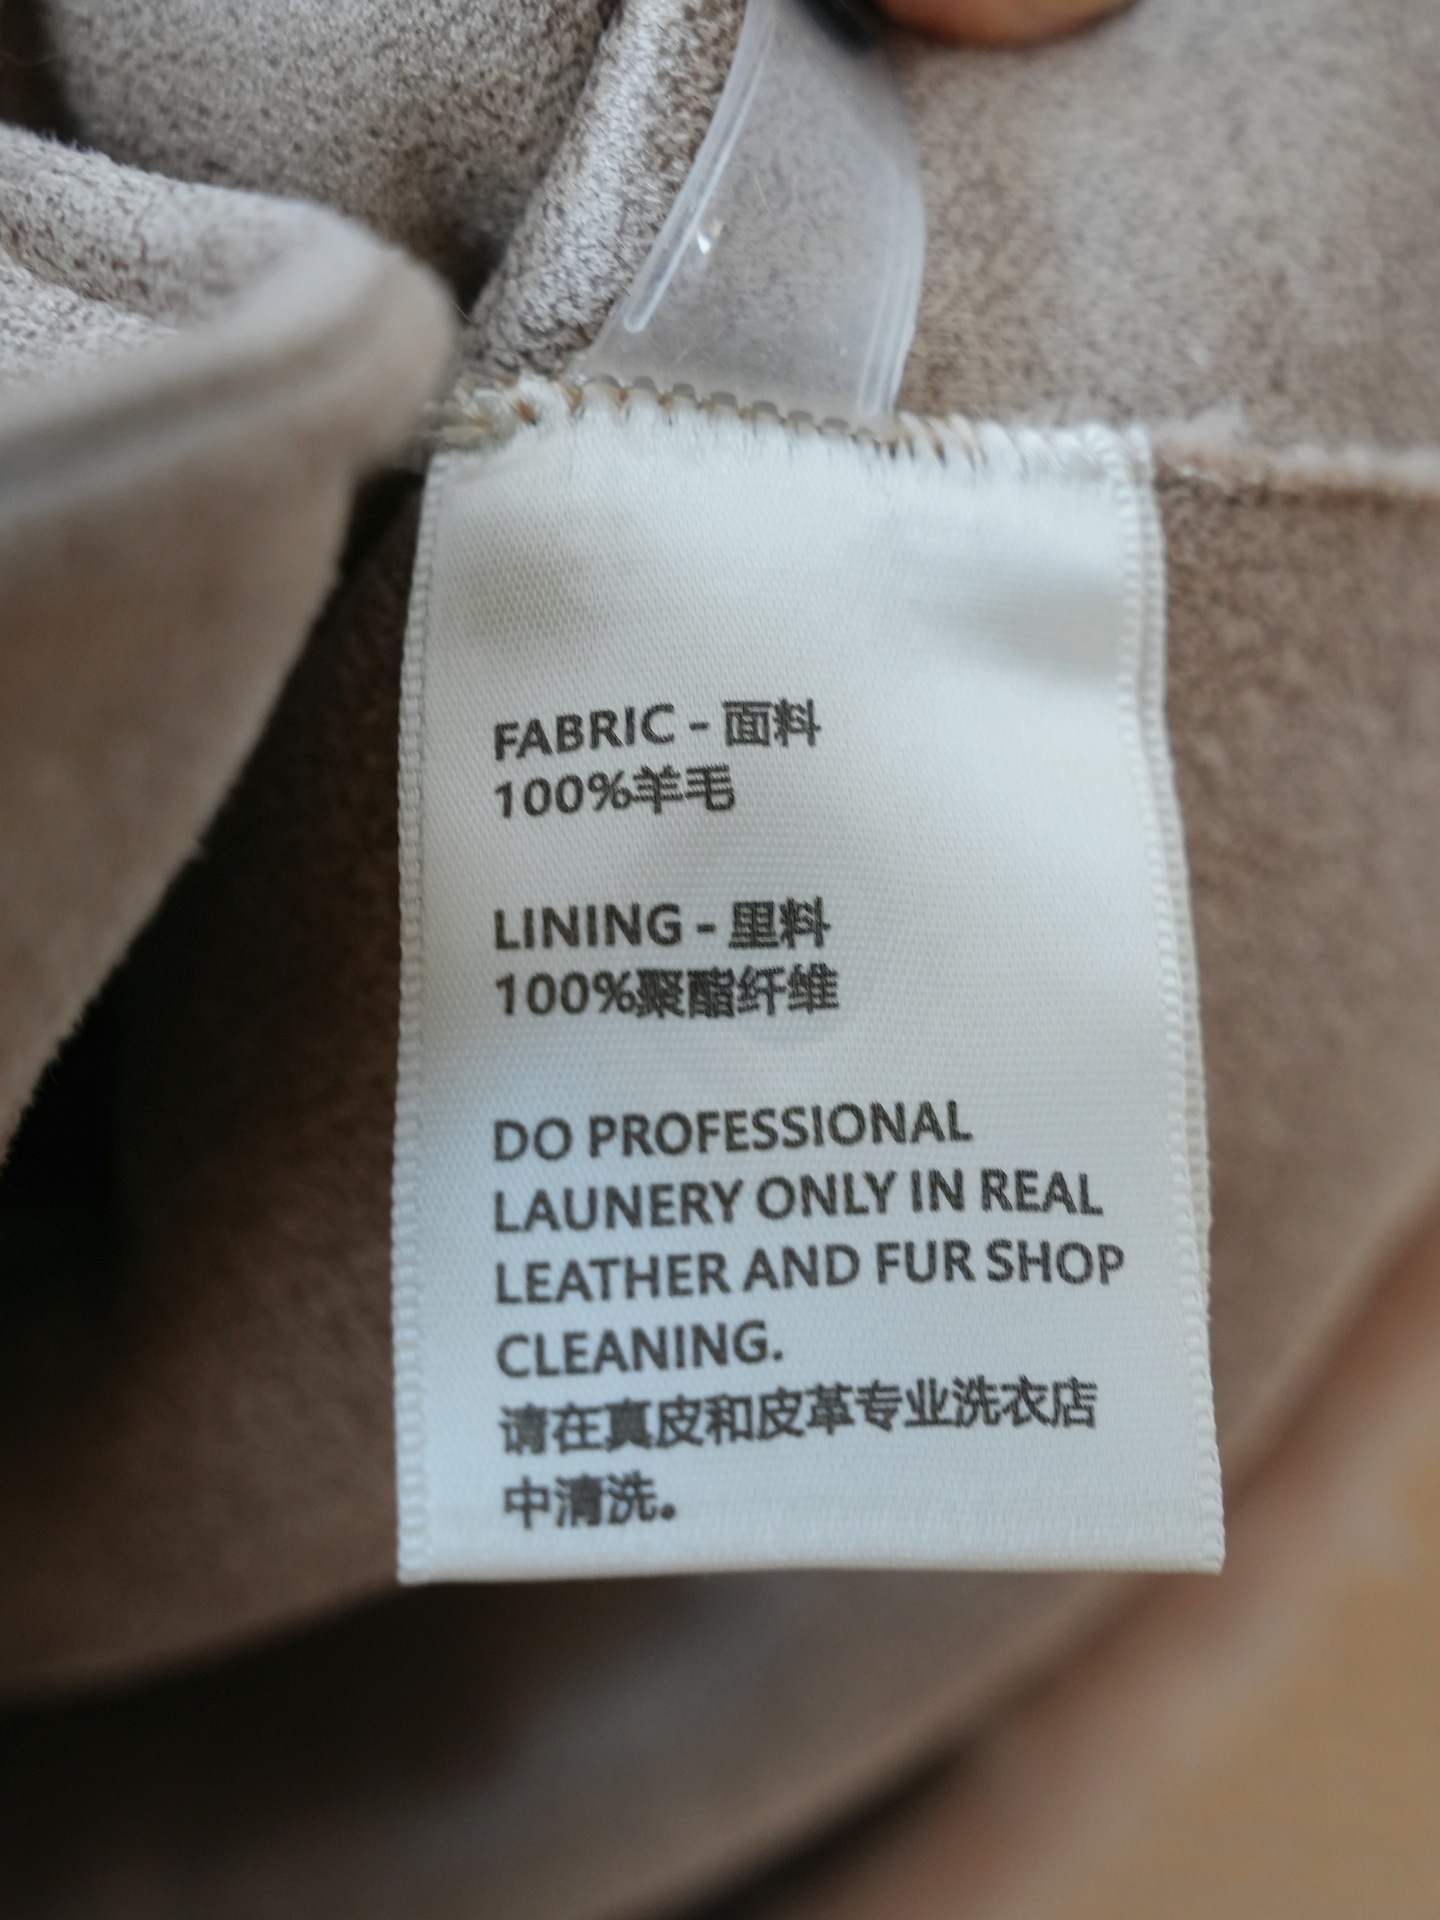 FABRIC - 面料
100%羊毛
LINING - 里料
100%聚酯纤维
DO PROFESSIONAL
LAUNERY ONLY IN REAL
LEATHER AND FUR SHOP
CLEANING.
请在真皮和皮革专业洗衣店
中清洗。